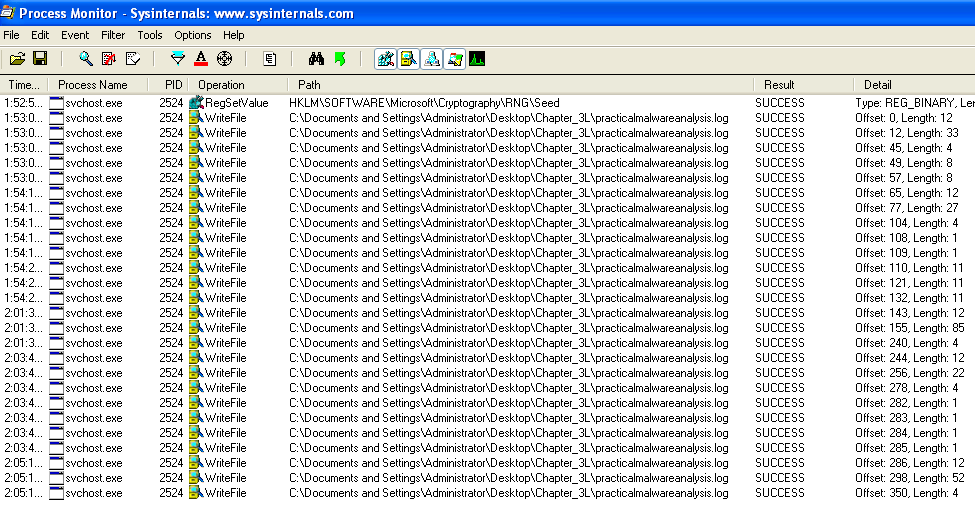 Process Monitor - Sysinternals: www.sysinternals.com
File Edit Event Filter Tools Options Help
Time... Process Name PID Operation Path Result Detail
1:52:5... svchost.exe 2524 RegSetValue HKLM\SOFTWARE\Microsoft\Cryptography\RNG\Seed SUCCESS Type: REG_BINARY, Len
1:53:0... svchost.exe 2524 WriteFile C:\Documents and Settings\Administrator\Desktop\Chapter_3L\practicalmalwareanalysis.log SUCCESS Offset: 0, Length: 12
1:53:0... svchost.exe 2524 WriteFile C:\Documents and Settings\Administrator\Desktop\Chapter_3L\practicalmalwareanalysis.log SUCCESS Offset: 12, Length: 33
1:53:0... svchost.exe 2524 WriteFile C:\Documents and Settings\Administrator\Desktop\Chapter_3L\practicalmalwareanalysis.log SUCCESS Offset: 45, Length: 4
1:53:0... svchost.exe 2524 WriteFile C:\Documents and Settings\Administrator\Desktop\Chapter_3L\practicalmalwareanalysis.log SUCCESS Offset: 49, Length: 8
1:53:0... svchost.exe 2524 WriteFile C:\Documents and Settings\Administrator\Desktop\Chapter_3L\practicalmalwareanalysis.log SUCCESS Offset: 57, Length: 8
1:54:1... svchost.exe 2524 WriteFile C:\Documents and Settings\Administrator\Desktop\Chapter_3L\practicalmalwareanalysis.log SUCCESS Offset: 65, Length: 12
1:54:1... svchost.exe 2524 WriteFile C:\Documents and Settings\Administrator\Desktop\Chapter_3L\practicalmalwareanalysis.log SUCCESS Offset: 77, Length: 27
1:54:1... svchost.exe 2524 WriteFile C:\Documents and Settings\Administrator\Desktop\Chapter_3L\practicalmalwareanalysis.log SUCCESS Offset: 104, Length: 4
1:54:1... svchost.exe 2524 WriteFile C:\Documents and Settings\Administrator\Desktop\Chapter_3L\practicalmalwareanalysis.log SUCCESS Offset: 108, Length: 1
1:54:1... svchost.exe 2524 WriteFile C:\Documents and Settings\Administrator\Desktop\Chapter_3L\practicalmalwareanalysis.log SUCCESS Offset: 109, Length: 1
1:54:2... svchost.exe 2524 WriteFile C:\Documents and Settings\Administrator\Desktop\Chapter_3L\practicalmalwareanalysis.log SUCCESS Offset: 110, Length: 11
1:54:2... svchost.exe 2524 WriteFile C:\Documents and Settings\Administrator\Desktop\Chapter_3L\practicalmalwareanalysis.log SUCCESS Offset: 121, Length: 11
1:54:2... svchost.exe 2524 WriteFile C:\Documents and Settings\Administrator\Desktop\Chapter_3L\practicalmalwareanalysis.log SUCCESS Offset: 132, Length: 11
2:01:3... svchost.exe 2524 WriteFile C:\Documents and Settings\Administrator\Desktop\Chapter_3L\practicalmalwareanalysis.log SUCCESS Offset: 143, Length: 12
2:01:3... svchost.exe 2524 WriteFile C:\Documents and Settings\Administrator\Desktop\Chapter_3L\practicalmalwareanalysis.log SUCCESS Offset: 155, Length: 85
2:01:3... svchost.exe 2524 WriteFile C:\Documents and Settings\Administrator\Desktop\Chapter_3L\practicalmalwareanalysis.log SUCCESS Offset: 240, Length: 4
2:03:4... svchost.exe 2524 WriteFile C:\Documents and Settings\Administrator\Desktop\Chapter_3L\practicalmalwareanalysis.log SUCCESS Offset: 244, Length: 12
2:03:4... svchost.exe 2524 WriteFile C:\Documents and Settings\Administrator\Desktop\Chapter_3L\practicalmalwareanalysis.log SUCCESS Offset: 256, Length: 22
2:03:4... svchost.exe 2524 WriteFile C:\Documents and Settings\Administrator\Desktop\Chapter_3L\practicalmalwareanalysis.log SUCCESS Offset: 278, Length: 4
2:03:4... svchost.exe 2524 WriteFile C:\Documents and Settings\Administrator\Desktop\Chapter_3L\practicalmalwareanalysis.log SUCCESS Offset: 282, Length: 1
2:03:4... svchost.exe 2524 WriteFile C:\Documents and Settings\Administrator\Desktop\Chapter_3L\practicalmalwareanalysis.log SUCCESS Offset: 283, Length: 1
2:03:4... svchost.exe 2524 WriteFile C:\Documents and Settings\Administrator\Desktop\Chapter_3L\practicalmalwareanalysis.log SUCCESS Offset: 284, Length: 1
2:03:4... svchost.exe 2524 WriteFile C:\Documents and Settings\Administrator\Desktop\Chapter_3L\practicalmalwareanalysis.log SUCCESS Offset: 285, Length: 1
2:05:1... svchost.exe 2524 WriteFile C:\Documents and Settings\Administrator\Desktop\Chapter_3L\practicalmalwareanalysis.log SUCCESS Offset: 286, Length: 12
2:05:1... svchost.exe 2524 WriteFile C:\Documents and Settings\Administrator\Desktop\Chapter_3L\practicalmalwareanalysis.log SUCCESS Offset: 298, Length: 52
2:05:1... svchost.exe 2524 WriteFile C:\Documents and Settings\Administrator\Desktop\Chapter_3L\practicalmalwareanalysis.log SUCCESS Offset: 350, Length: 4